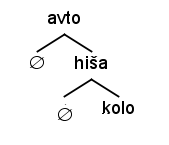 avto
∅ hiša
∅ kolo